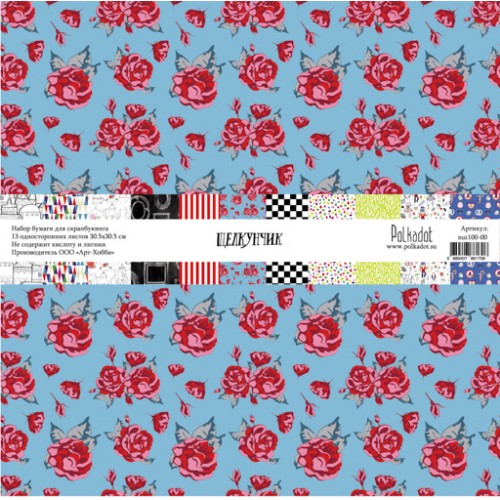 Набор бумаги для скрапбукинга
13 односторонних листов 30.5x30.5 см
Не содержит кислоту и лигнин
Производитель ООО «Арт-Хобби»
ЩЕЛКУНЧИК
Polkadot
www.polkadot.su
Артикул:
nut100-00